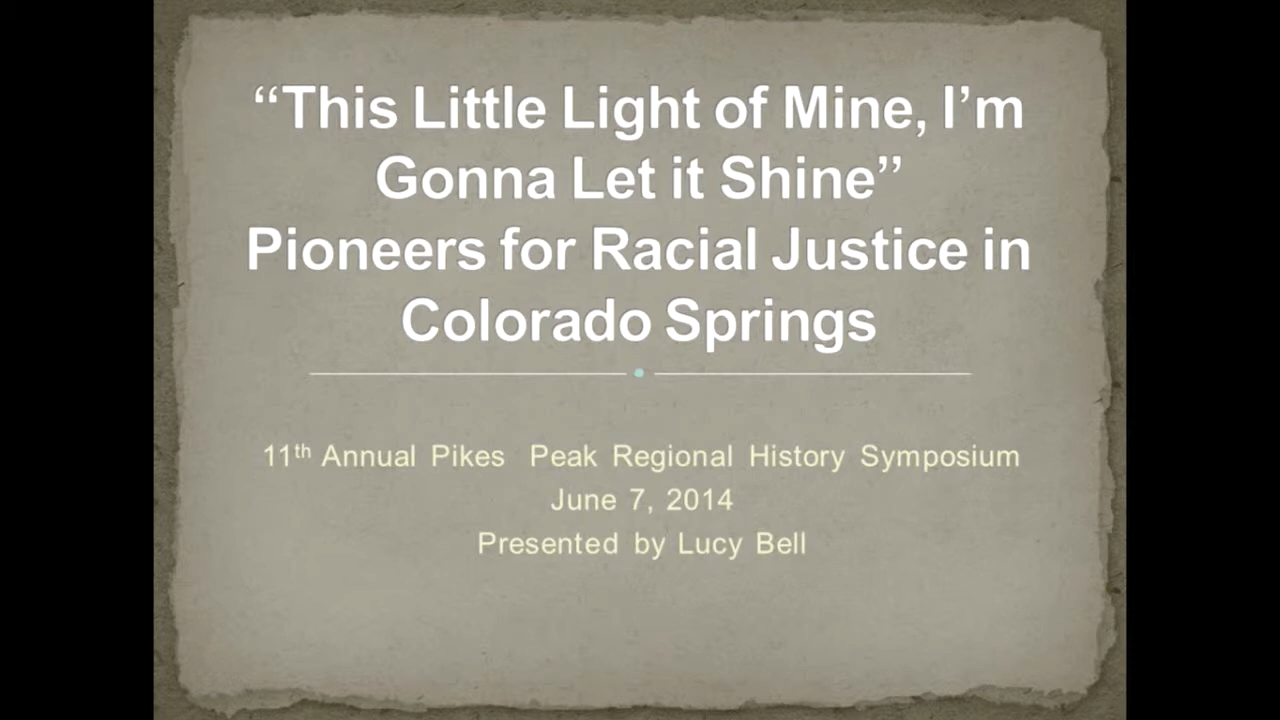 “This Little Light of Mine, I’m
Gonna Let it Shine”
Pioneers for Racial Justice in
Colorado Springs
11th Annual Pikes Peak Regional History Symposium
June 7, 2014
Presented by Lucy Bell